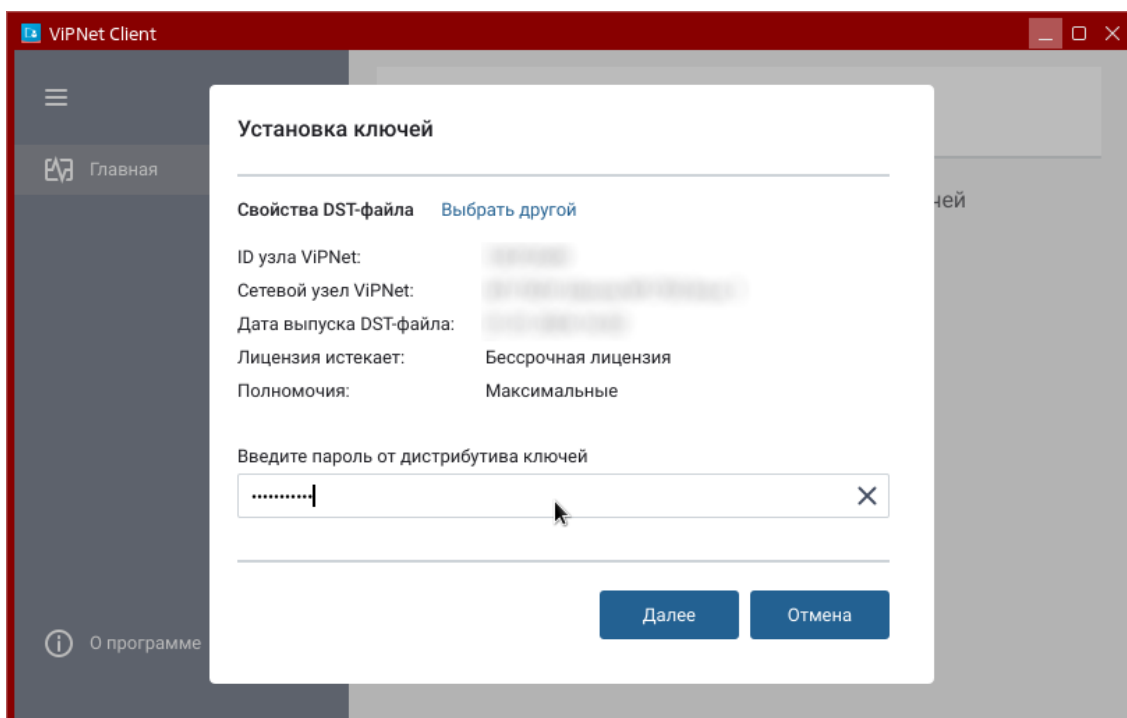 ViPNet Client
Главная
Установка ключей
Свойства DST-файла Выбрать другой
ID узла ViPNet:
Сетевой узел ViPNet:
Дата выпуска DST-файла:
Лицензия истекает: Бессрочная лицензия
Полномочия: Максимальные
Введите пароль от дистрибутива ключей
•••••••••••
Далее Отмена
О программе